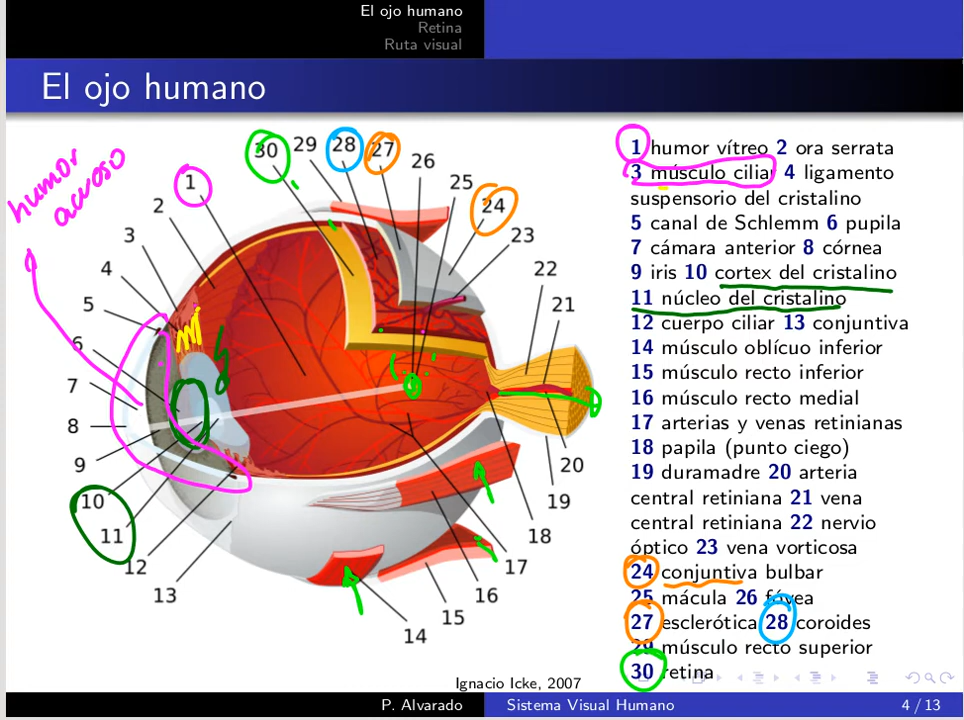 El ojo humano
Retina
Ruta visual
El ojo humano
humor
acuoso
30 29 28 27 26 25 24 23 22 21
1
2
3
4
5
6
7
8
9
10
11
12
13
14
15
16
17
18
19
20
1 humor vítreo 2 ora serrata
3 músculo ciliar 4 ligamento
suspensorio del cristalino
5 canal de Schlemm 6 pupila
7 cámara anterior 8 córnea
9 iris 10 cortex del cristalino
11 núcleo del cristalino
12 cuerpo ciliar 13 conjuntiva
14 músculo oblícuo inferior
15 músculo recto inferior
16 músculo recto medial
17 arterias y venas retinianas
18 papila (punto ciego)
19 duramadre 20 arteria
central retiniana 21 vena
central retiniana 22 nervio
óptico 23 vena vorticosa
24 conjuntiva bulbar
25 mácula 26 fóvea
27 esclerótica 28 coroides
29 músculo recto superior
30 retina
Ignacio Icke, 2007
P. Alvarado Sistema Visual Humano 4 / 13